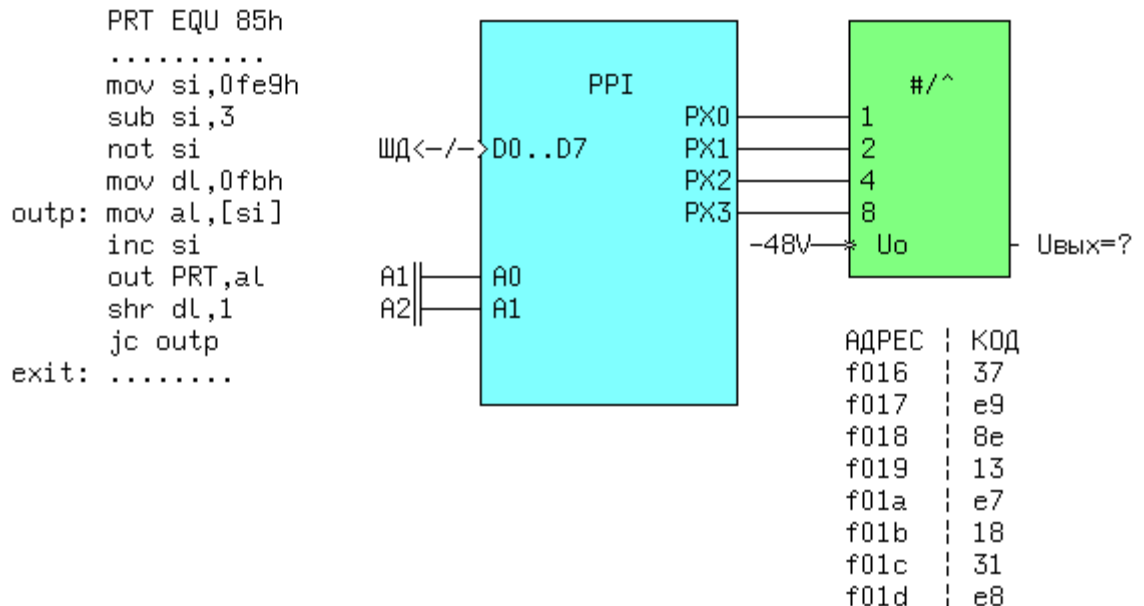 PRT EQU 85h
..........
mov si,0fe9h
sub si,3
not si
mov dl,0fbh
outp: mov al,[si]
inc si
out PRT,al
shr dl,1
jc outp
exit: ........
PPI
PX0
ШД<-/->D0..D7 PX1
PX2
PX3
A1 A0
A2 A1
#/^
1
2
4
8
-48V * Uo Uвых=?
АДРЕС ¦ КОД
f016 ¦ 37
f017 ¦ e9
f018 ¦ 8e
f019 ¦ 13
f01a ¦ e7
f01b ¦ 18
f01c ¦ 31
f01d ¦ e8